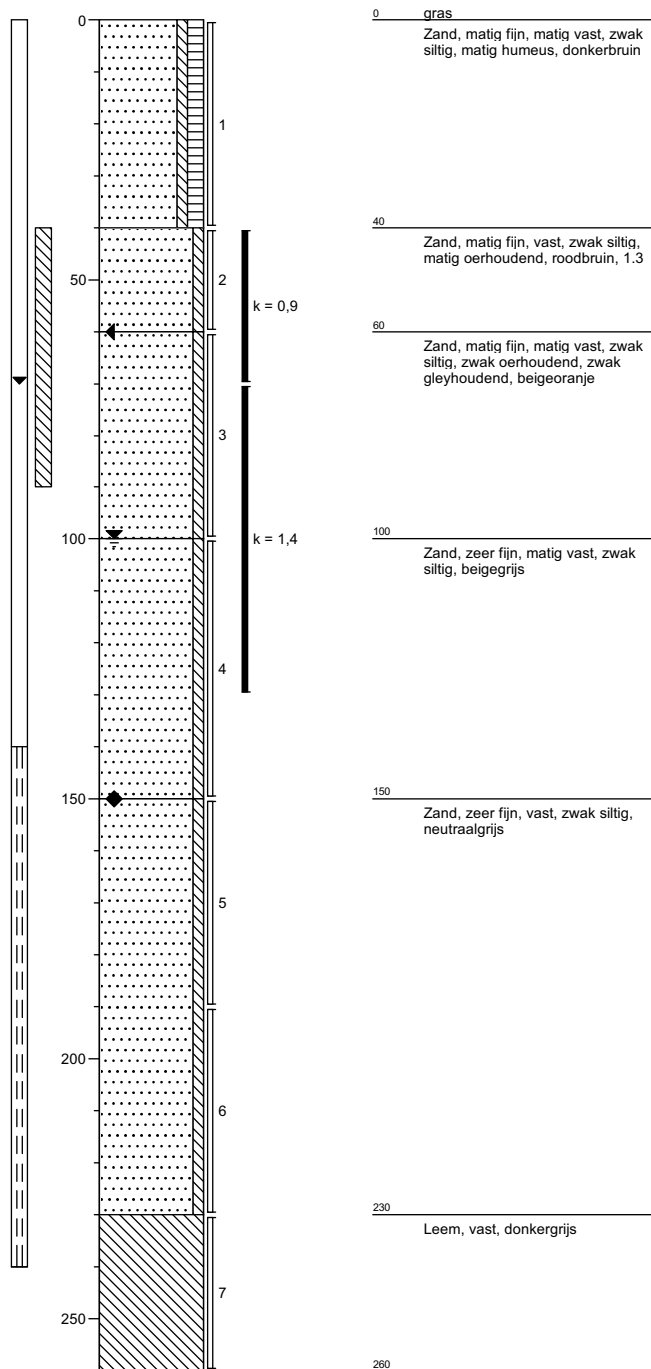 0
50
100
150
200
250
1
2
3
4
5
6
7
k = 0,9
k = 1,4
0
gras
Zand, matig fijn, matig vast, zwak
siltig, matig humeus, donkerbruin
40
Zand, matig fijn, vast, zwak siltig,
matig oerhoudend, roodbruin, 1.3
60
Zand, matig fijn, matig vast, zwak
siltig, zwak oerhoudend, zwak
gleyhoudend, beigeoranje
100
Zand, zeer fijn, matig vast, zwak
siltig, beigegrijs
150
Zand, zeer fijn, vast, zwak siltig,
neutraalgrijs
230
Leem, vast, donkergrijs
260